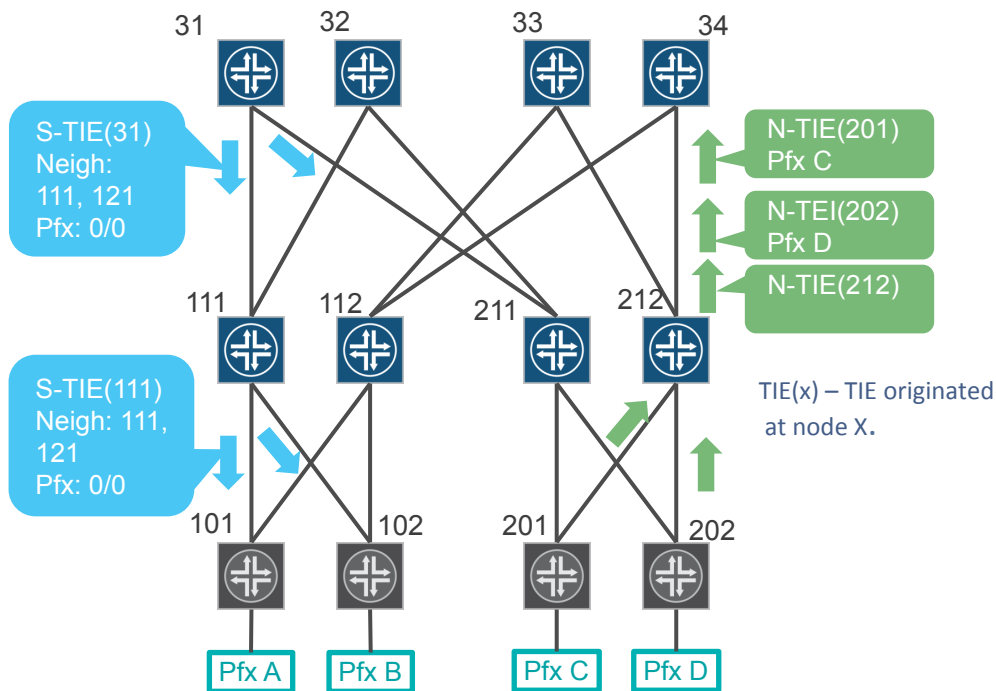 31
32
33
34
S-TIE(31)
Neigh:
111, 121
Pfx: 0/0
N-TIE(201)
Pfx C
N-TEI(202)
Pfx D
N-TIE(212)
111
112
211
212
S-TIE(111)
Neigh: 111,
121
Pfx: 0/0
TIE(x) – TIE originated
at node X.
101
102
201
202
Pfx A
Pfx B
Pfx C
Pfx D